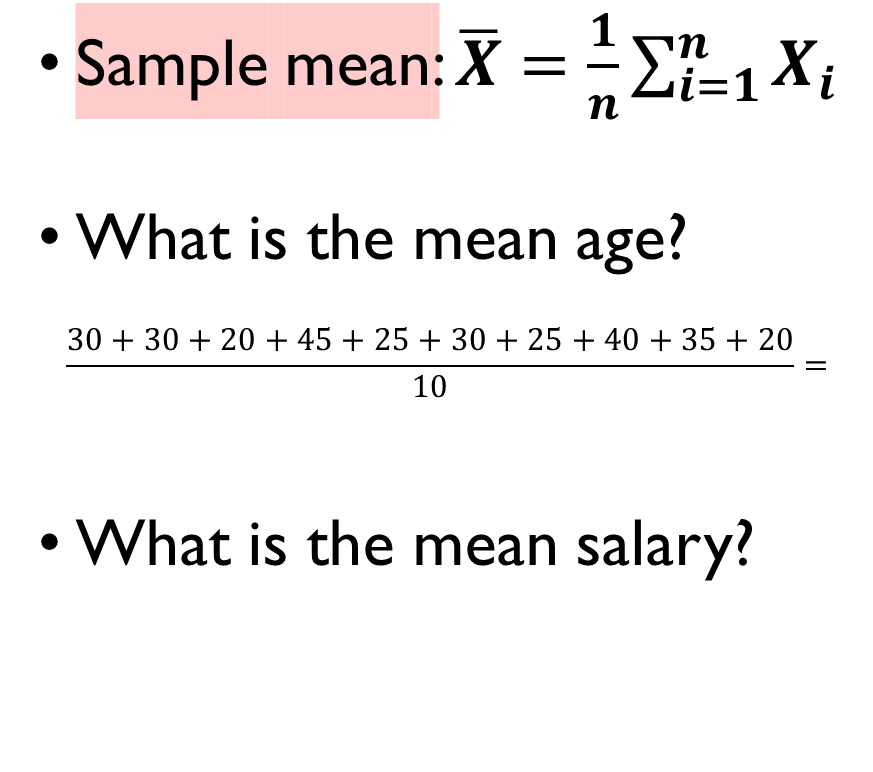 • Sample mean: X̅ = 1/n ∑ⁿᵢ₌₁ Xᵢ
• What is the mean age?
30 + 30 + 20 + 45 + 25 + 30 + 25 + 40 + 35 + 20
/ 10 =
• What is the mean salary?